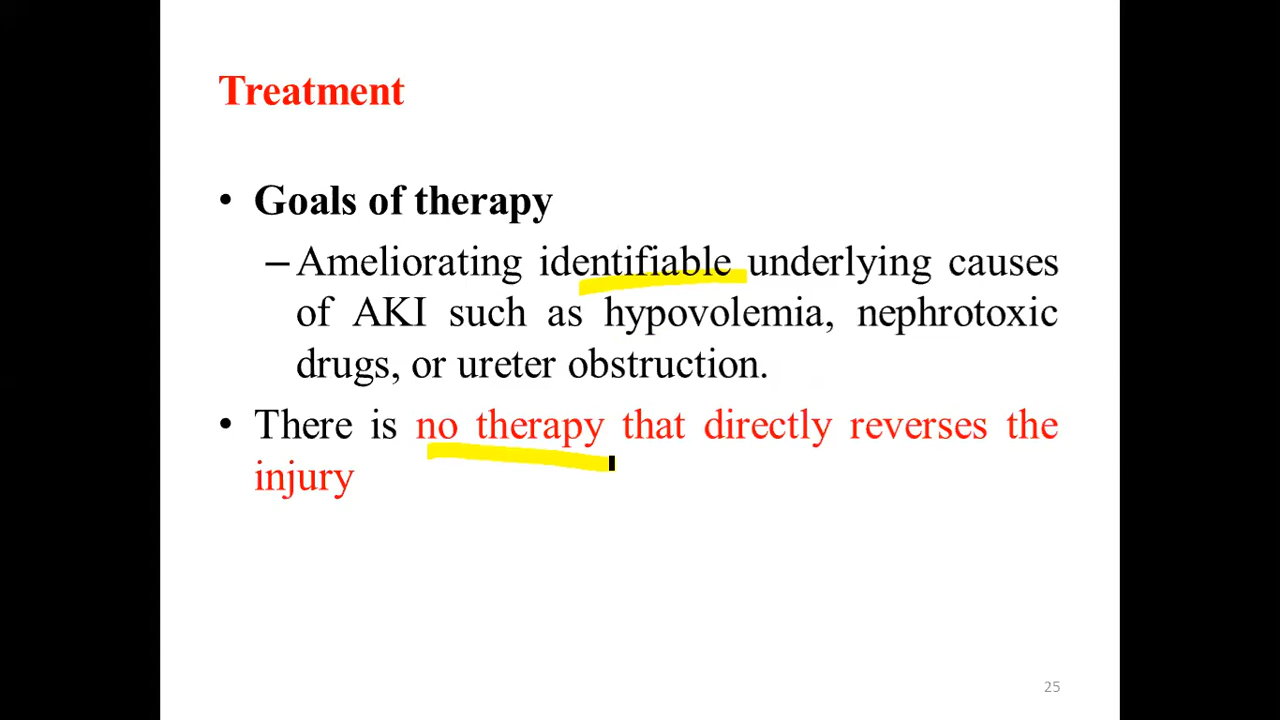 Treatment
• Goals of therapy
– Ameliorating identifiable underlying causes
of AKI such as hypovolemia, nephrotoxic
drugs, or ureter obstruction.
• There is no therapy that directly reverses the
injury
25